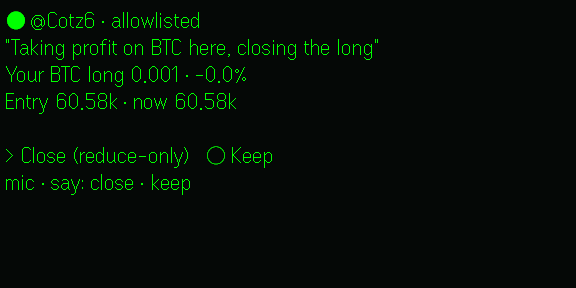 @Cotz6 · allowlisted
"Taking profit on BTC here, closing the long"
Your BTC long 0.001 · -0.0%
Entry 60.58k · now 60.58k
> Close (reduce-only) ◯ Keep
mic · say: close · keep